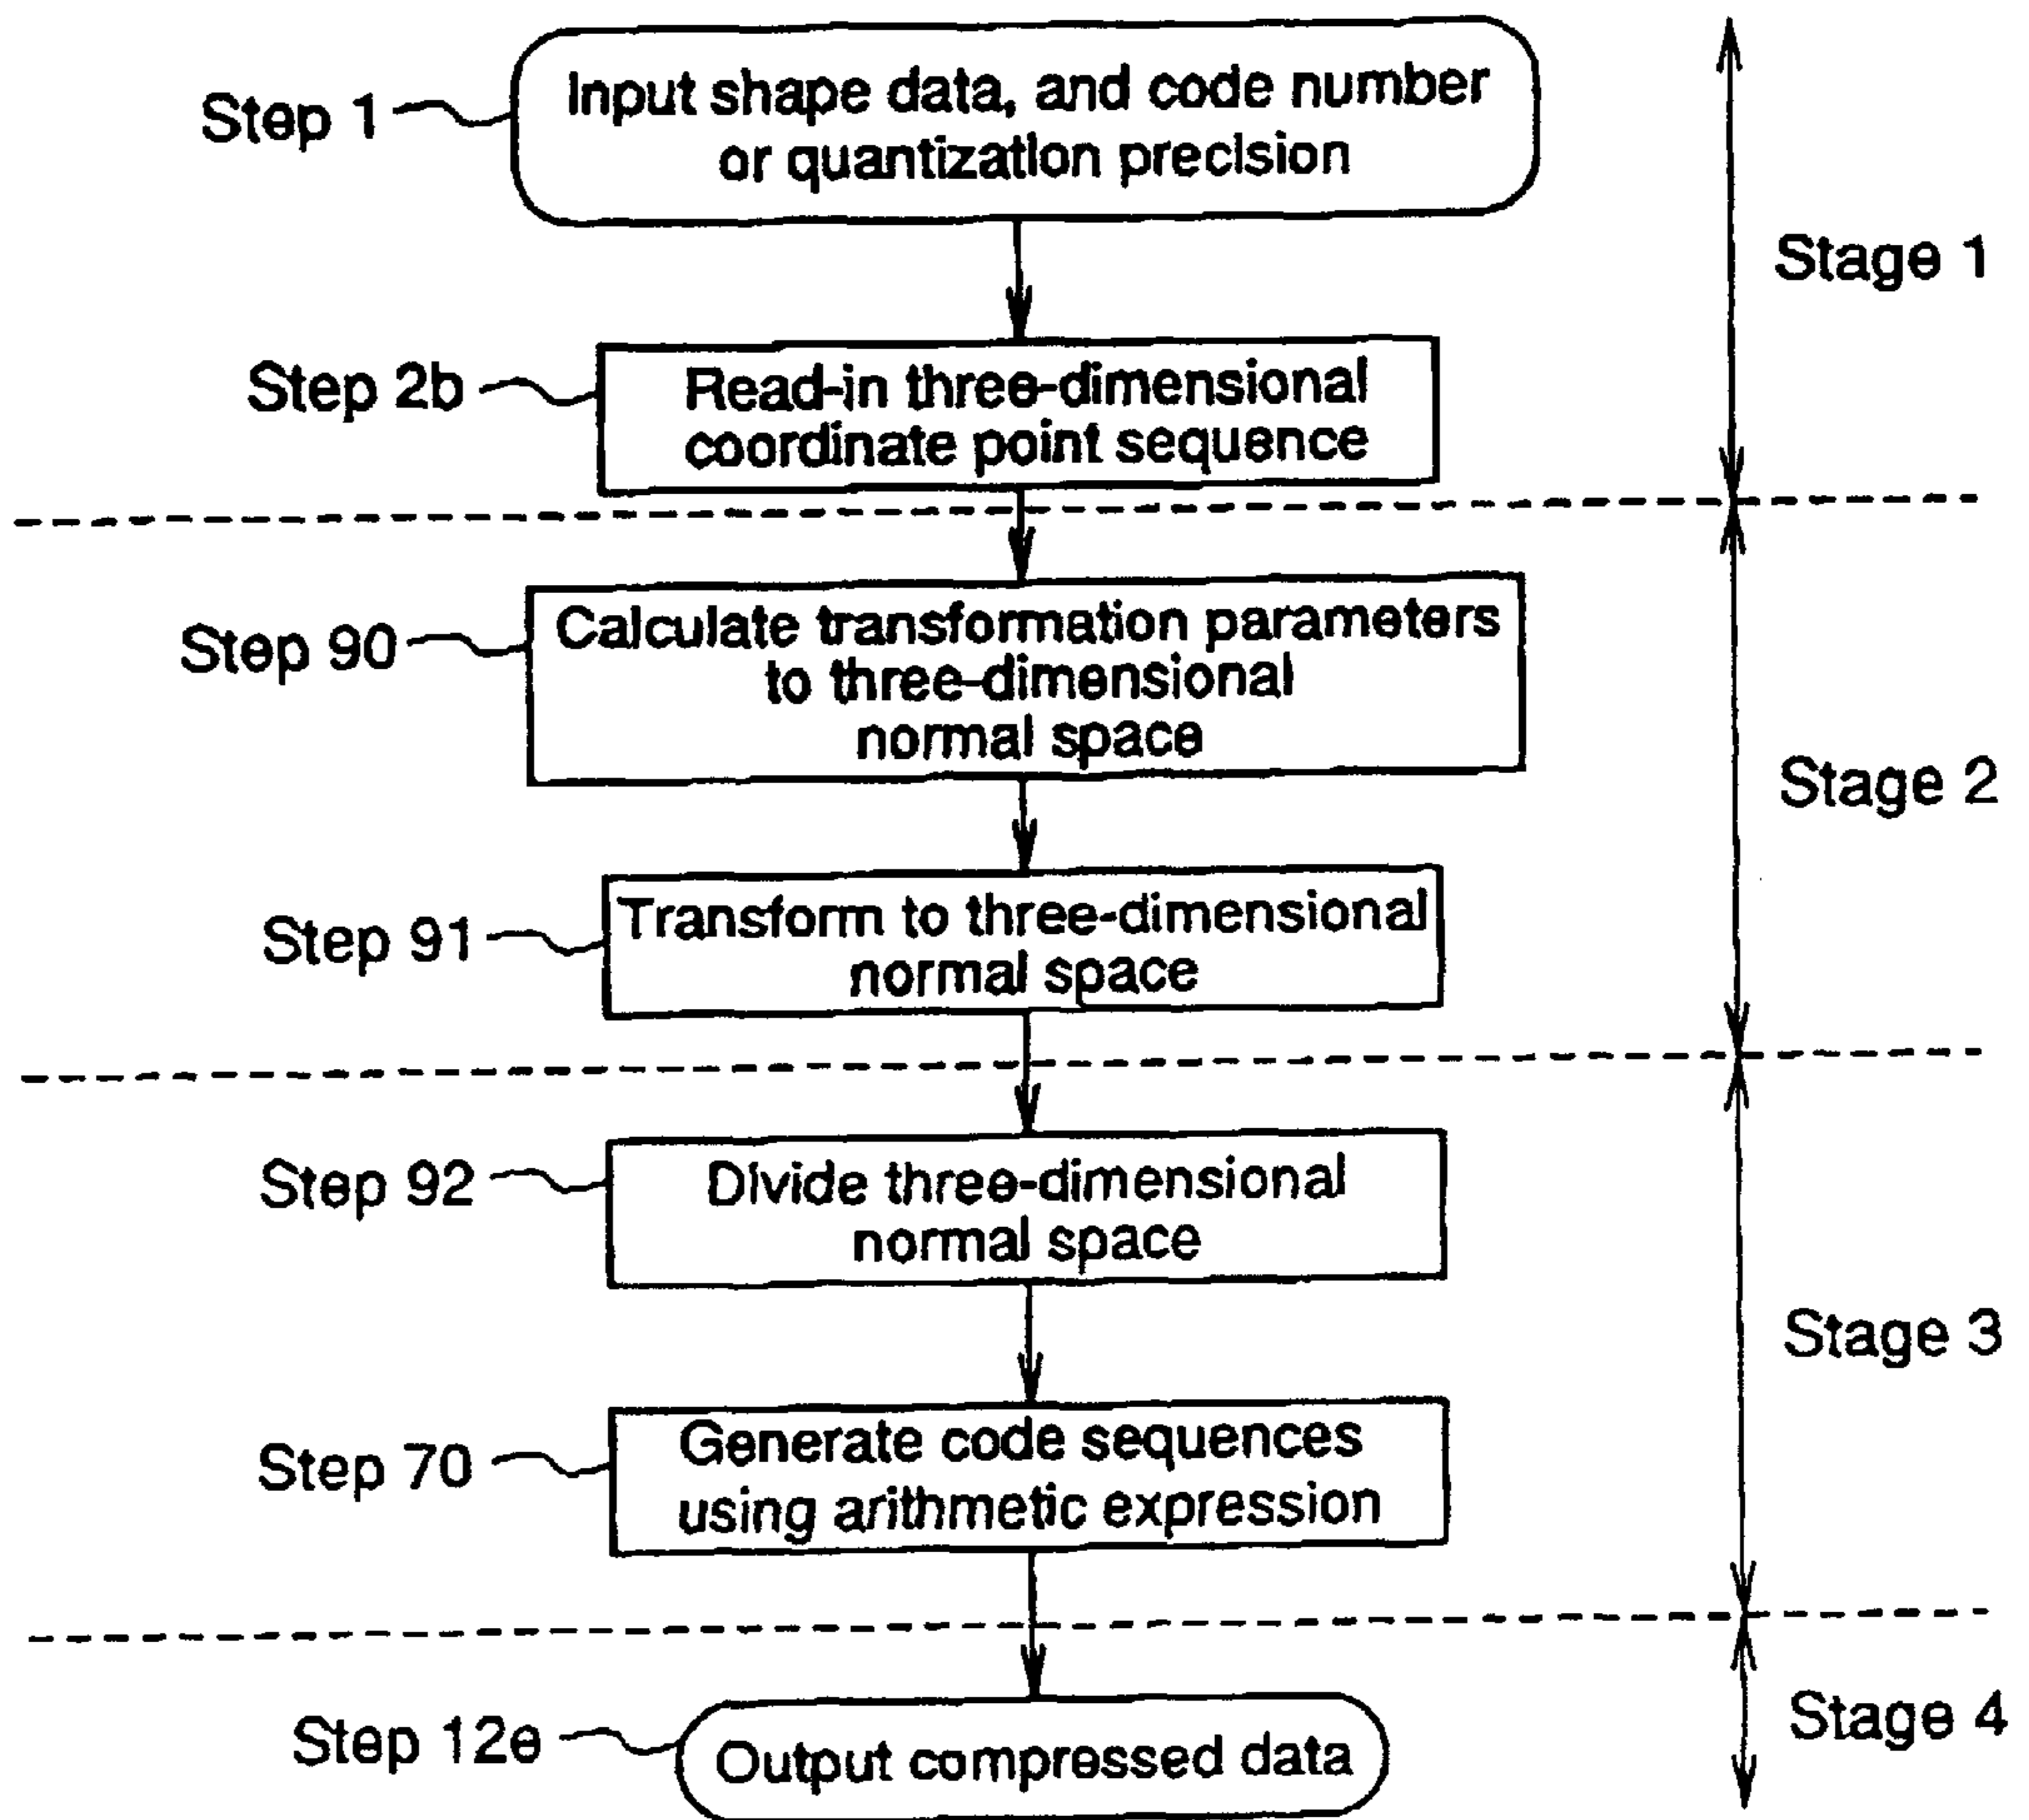 Step 1
Input shape data, and code number
or quantization precision
Stage 1
Step 2b
Read-in three-dimensional
coordinate point sequence
Step 90
Calculate transformation parameters
to three-dimensional
normal space
Stage 2
Step 91
Transform to three-dimensional
normal space
Step 92
Divide three-dimensional
normal space
Stage 3
Step 70
Generate code sequences
using arithmetic expression
Step 12e
Output compressed data
Stage 4